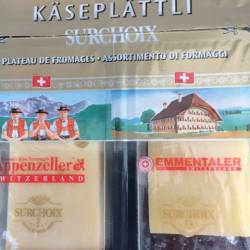 KÄSEPLÄTTLI
SURCHOIX
PLATEAU DE FROMAGES • ASSORTIMENTO DI FORMAGGI
Appenzeller
SWITZERLAND
EMMENTALER
SWITZERLAND
SURCHOIX
SURCHOIX